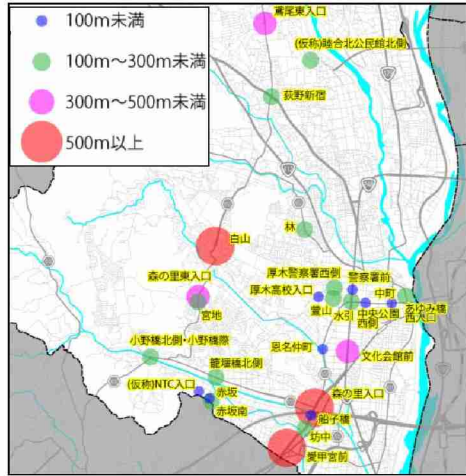 100m未満
100m～300m未満
300m～500m未満
500m以上
鳶尾東入口
(仮称)睦合北公民館北側
荻野新宿
林
白山
森の里東入口
宮地
厚木警察署西側
警察署前
厚木高校入口
中町
萱山
水引
中央公園
西側
あゆみ橋
西入口
小野橋北側・小野橋際
恩名仲町
文化会館前
籠堰橋北側
(仮称)NTC入口
赤坂
赤坂南
森の里入口
船子橋
坊中
愛甲宮前